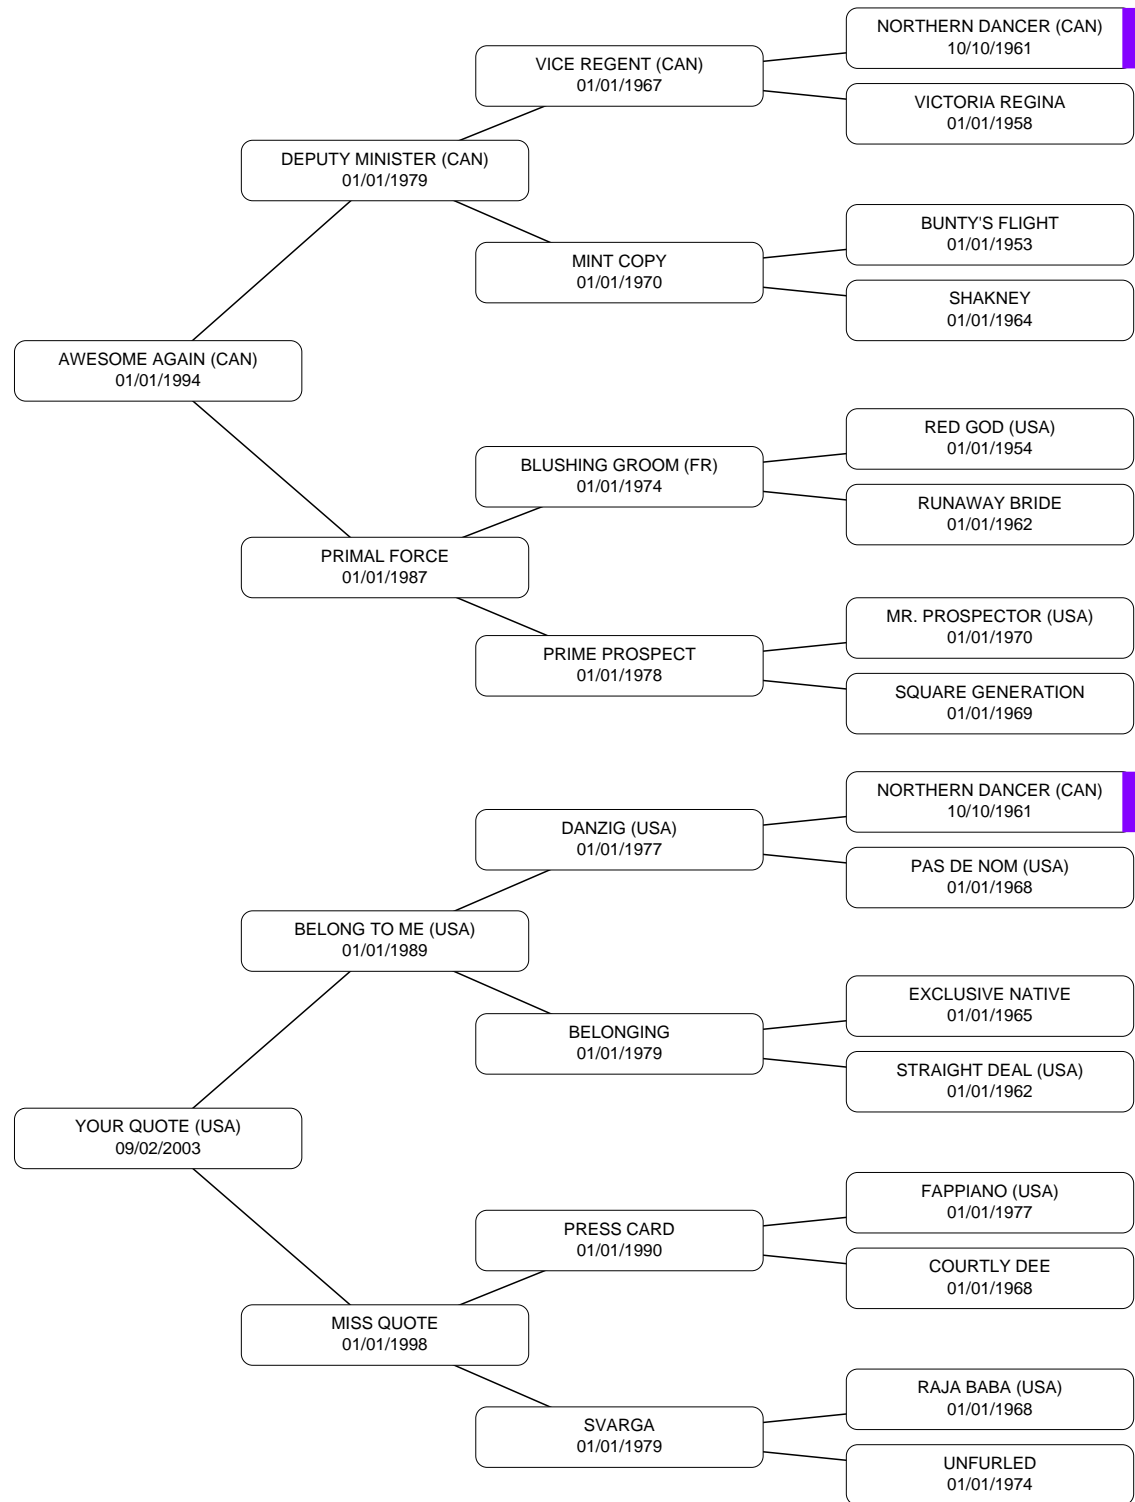 NORTHERN DANCER (CAN)
10/10/1961
VICE REGENT (CAN)
01/01/1967
VICTORIA REGINA
01/01/1958
DEPUTY MINISTER (CAN)
01/01/1979
BUNTY'S FLIGHT
01/01/1953
MINT COPY
01/01/1970
SHAKNEY
01/01/1964
AWESOME AGAIN (CAN)
01/01/1994
RED GOD (USA)
01/01/1954
BLUSHING GROOM (FR)
01/01/1974
RUNAWAY BRIDE
01/01/1962
PRIMAL FORCE
01/01/1987
MR. PROSPECTOR (USA)
01/01/1970
PRIME PROSPECT
01/01/1978
SQUARE GENERATION
01/01/1969
NORTHERN DANCER (CAN)
10/10/1961
DANZIG (USA)
01/01/1977
PAS DE NOM (USA)
01/01/1968
BELONG TO ME (USA)
01/01/1989
EXCLUSIVE NATIVE
01/01/1965
BELONGING
01/01/1979
STRAIGHT DEAL (USA)
01/01/1962
YOUR QUOTE (USA)
09/02/2003
FAPPIANO (USA)
01/01/1977
PRESS CARD
01/01/1990
COURTLY DEE
01/01/1968
MISS QUOTE
01/01/1998
RAJA BABA (USA)
01/01/1968
SVARGA
01/01/1979
UNFURLED
01/01/1974